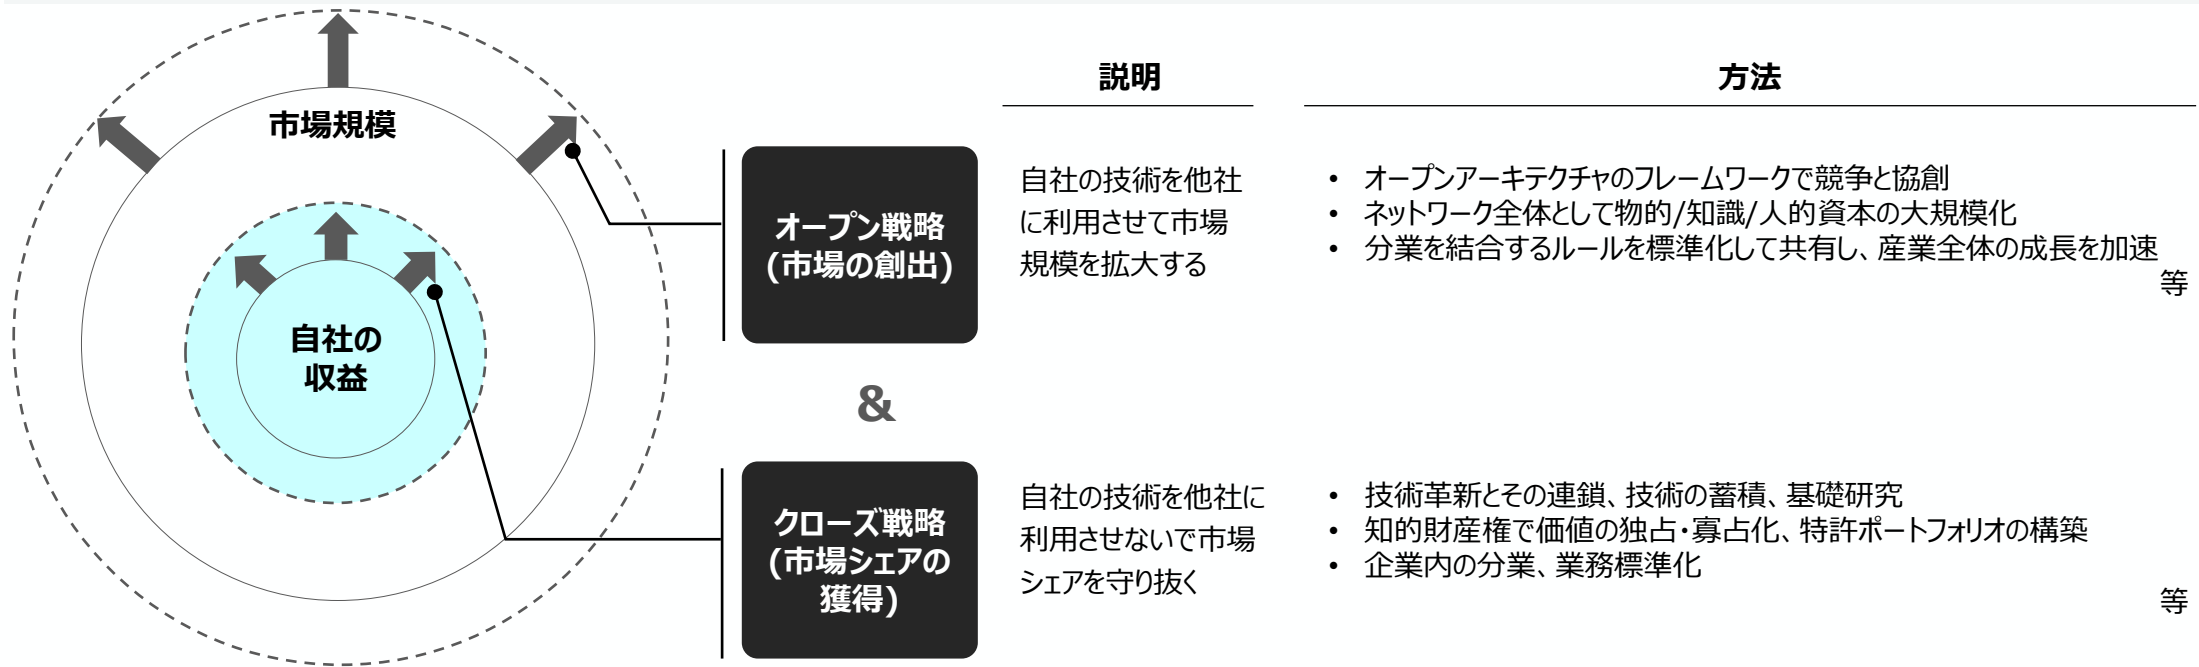 市場規模
自社の
収益
説明
方法
オープン戦略
(市場の創出)
自社の技術を他社
に利用させて市場
規模を拡大する
• オープンアーキテクチャのフレームワークで競争と協創
• ネットワーク全体として物的/知識/人的資本の大規模化
• 分業を結合するルールを標準化して共有し、産業全体の成長を加速
等
&
クローズ戦略
(市場シェアの
獲得)
自社の技術を他社に
利用させないで市場
シェアを守り抜く
• 技術革新とその連鎖、技術の蓄積、基礎研究
• 知的財産権で価値の独占・寡占化、特許ポートフォリオの構築
• 企業内の分業、業務標準化
等